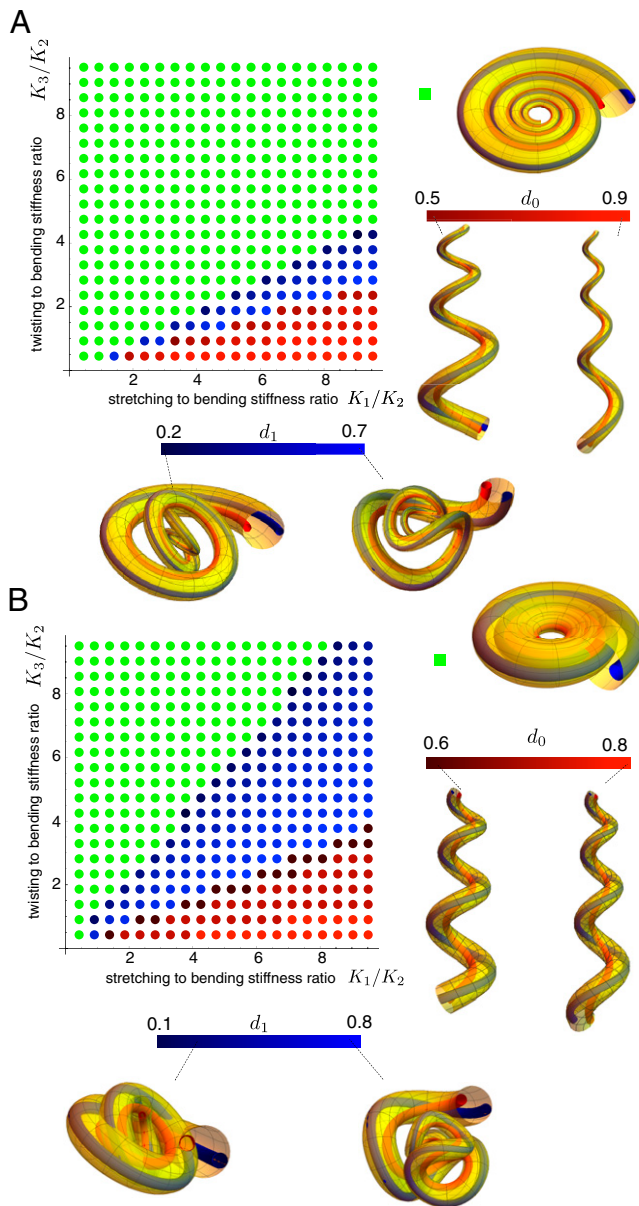 A
K₃/K₂
twisting to bending stiffness ratio
8
6
4
2
2 4 6 8
stretching to bending stiffness ratio K₁/K₂
0.5 d₀ 0.9
0.2 d₁ 0.7
B
K₃/K₂
twisting to bending stiffness ratio
8
6
4
2
2 4 6 8
stretching to bending stiffness ratio K₁/K₂
0.6 d₀ 0.8
0.1 d₁ 0.8